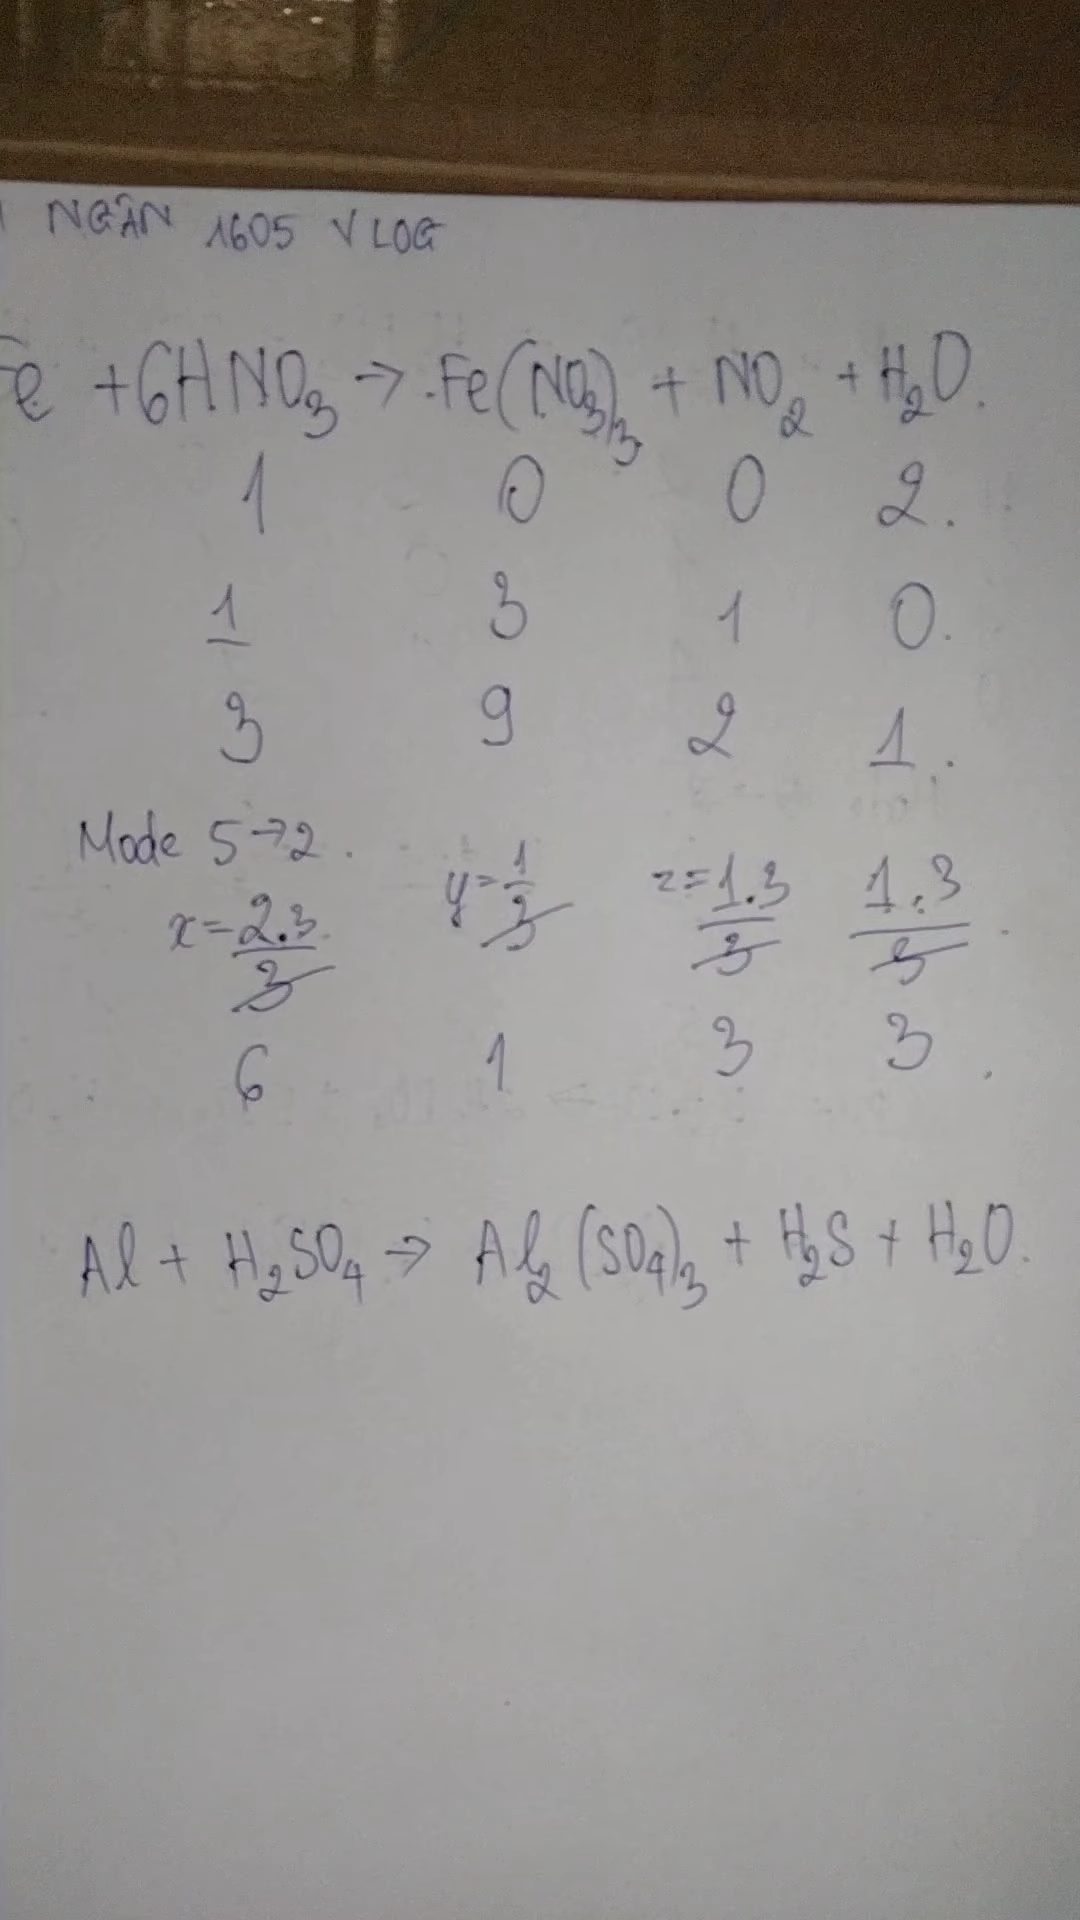 NGÂN 1605 VLOG
Fe + 6HNO3 → Fe(NO3)3 + NO2 + H2O.
1 0 0 2.
1 3 1 0.
3 9 2 1.
Mode 5→2.
x=2.3/3 y=1/3 z=1.3/3 1.3/3
6 1 3 3
Al + H2SO4 → Al2(SO4)3 + H2S + H2O.